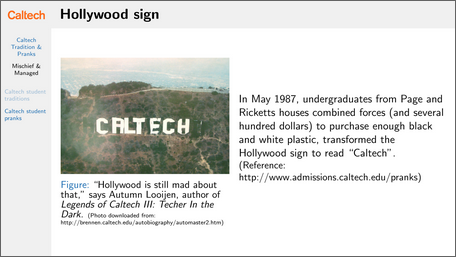 Caltech
Hollywood sign
Caltech
Tradition &
Pranks
Mischief &
Managed
Caltech student
traditions
Caltech student
pranks
CALTECH
Figure: “Hollywood is still mad about
that,” says Autumn Looijen, author of
Legends of Caltech III: Techer In the
Dark. (Photo downloaded from:
http://brennen.caltech.edu/autobiography/automaster2.htm)
In May 1987, undergraduates from Page and
Ricketts houses combined forces (and several
hundred dollars) to purchase enough black
and white plastic, transformed the
Hollywood sign to read “Caltech”.
(Reference:
http://www.admissions.caltech.edu/pranks)